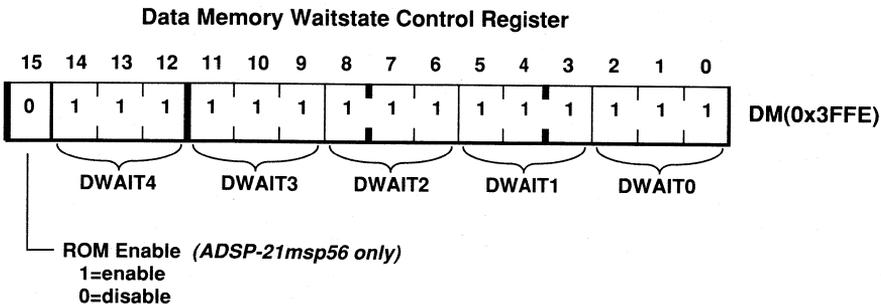 Data Memory Waitstate Control Register
15 14 13 12 11 10 9 8 7 6 5 4 3 2 1 0
0 1 1 1 1 1 1 1 1 1 1 1 1 1 1 1 DM(0x3FFE)
DWAIT4 DWAIT3 DWAIT2 DWAIT1 DWAIT0
ROM Enable (ADSP-21msp56 only)
1=enable
0=disable